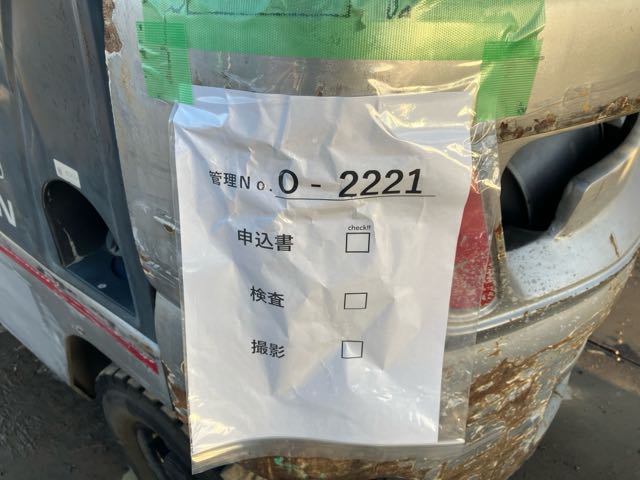 管理No. O - 2221
check!!
申込書 □
検査 □
撮影 □
N